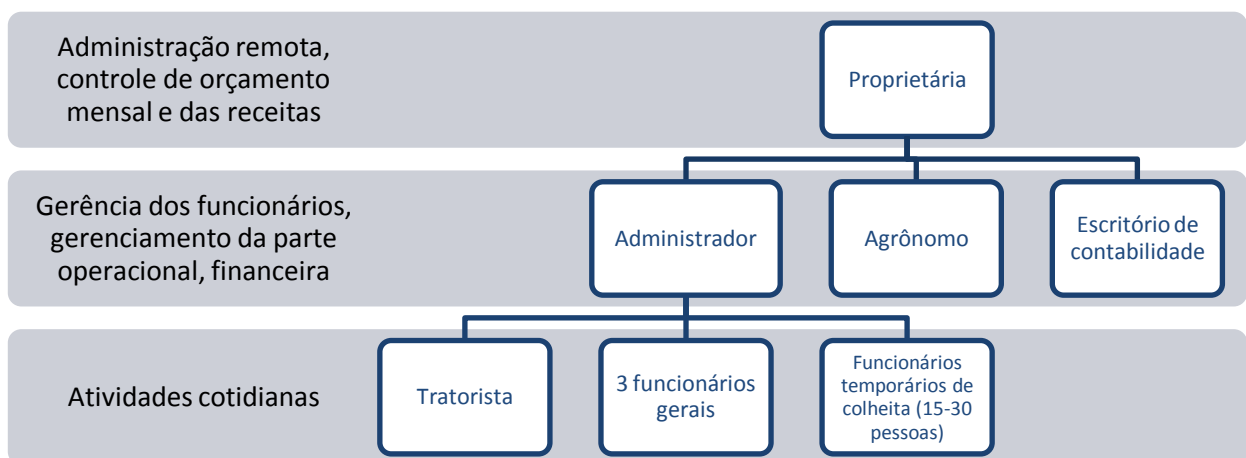 Administração remota,
controle de orçamento
mensal e das receitas
Proprietária
Gerência dos funcionários,
gerenciamento da parte
operacional, financeira
Administrador
Agrônomo
Escritório de
contabilidade
Atividades cotidianas
Tratorista
3 funcionários
gerais
Funcionários
temporários de
colheita (15-30
pessoas)